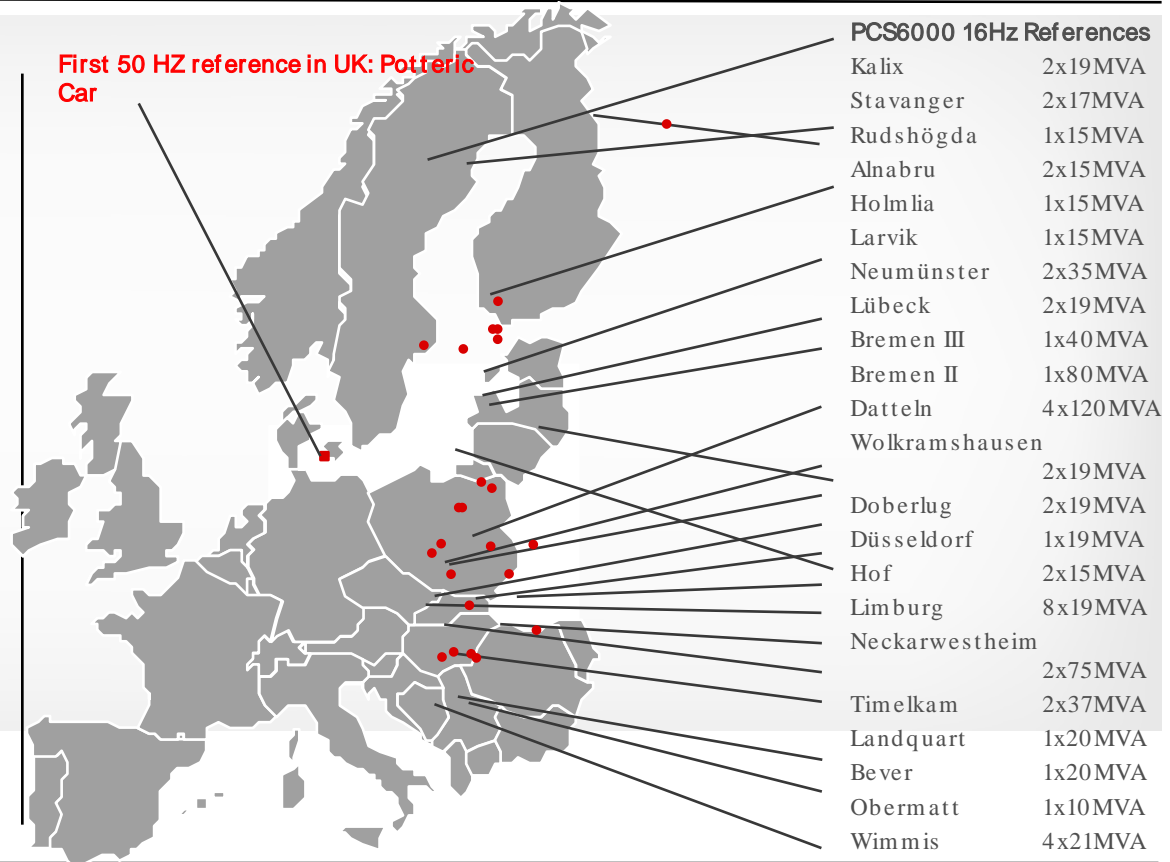 First 50 HZ reference in UK: Potteric
Car
PCS6000 16Hz References
Kalix 2x19MVA
Stavanger 2x17MVA
Rudshögda 1x15MVA
Alnabru 2x15MVA
Holmlia 1x15MVA
Larvik 1x15MVA
Neumünster 2x35MVA
Lübeck 2x19MVA
Bremen III 1x40MVA
Bremen II 1x80MVA
Datteln 4x120MVA
Wolkramshausen
2x19MVA
Doberlug 2x19MVA
Düsseldorf 1x19MVA
Hof 2x15MVA
Limburg 8x19MVA
Neckarwestheim
2x75MVA
Timelkam 2x37MVA
Landquart 1x20MVA
Bever 1x20MVA
Obermatt 1x10MVA
Wimmis 4x21MVA